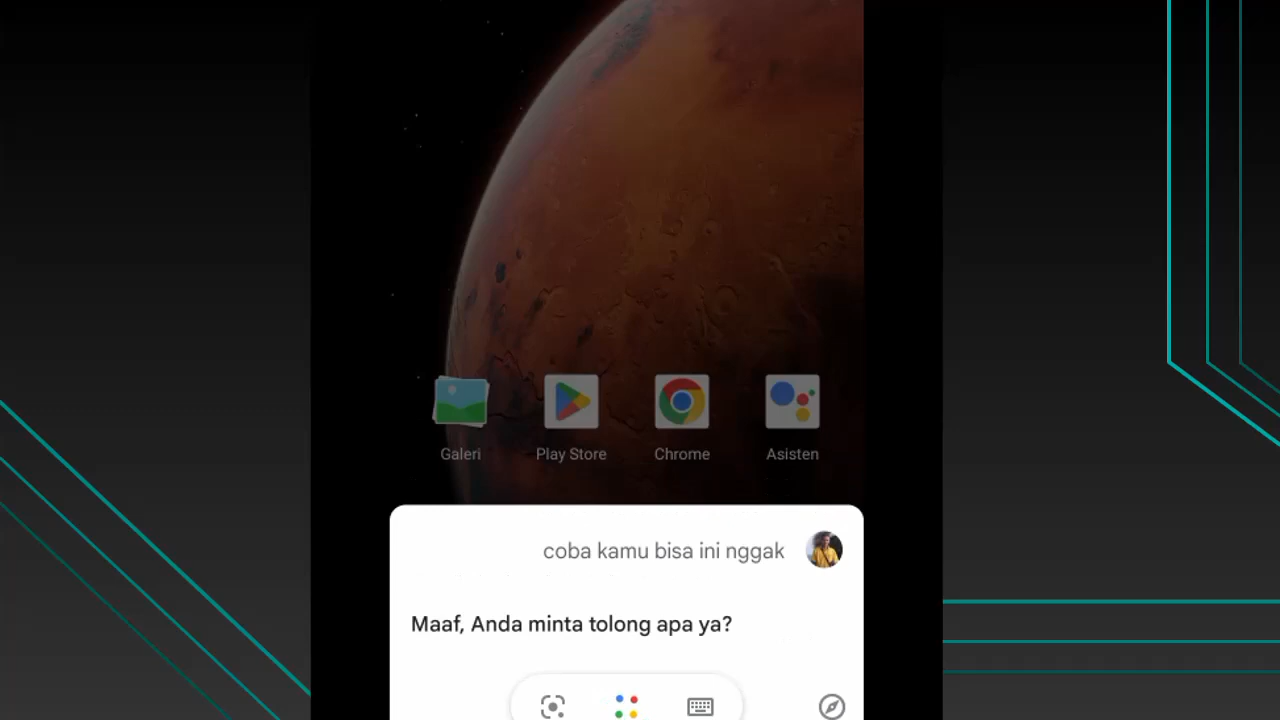 Galeri Play Store Chrome Asisten
coba kamu bisa ini nggak
Maaf, Anda minta tolong apa ya?